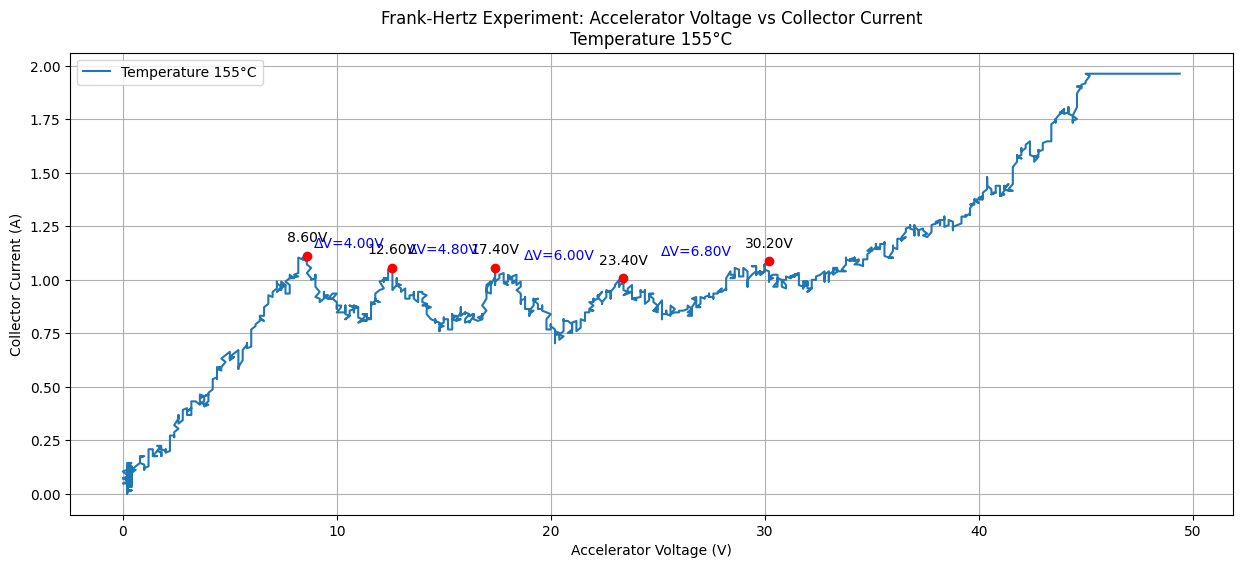 Frank-Hertz Experiment: Accelerator Voltage vs Collector Current
Temperature 155°C
Temperature 155°C
Collector Current (A)
2.00
1.75
1.50
1.25
1.00
0.75
0.50
0.25
0.00
8.60V
ΔV=4.00V
12.60V
ΔV=4.80V
17.40V
ΔV=6.00V
23.40V
ΔV=6.80V
30.20V
0 10 20 30 40 50
Accelerator Voltage (V)